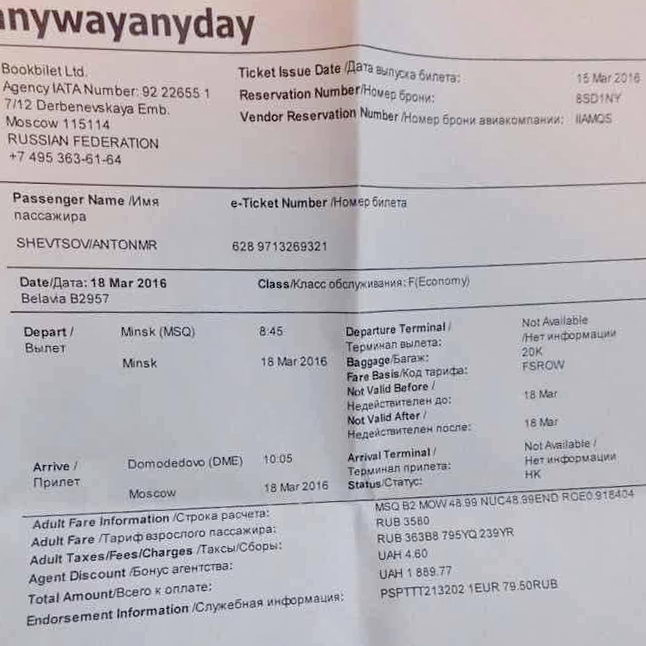 anywayanyday
Bookbilet Ltd.
Agency IATA Number: 92 22655 1
7/12 Derbenevskaya Emb.
Moscow 115114
RUSSIAN FEDERATION
+7 495 363-61-64
Ticket Issue Date /Дата выпуска билета: 15 Mar 2016
Reservation Number/Номер брони: 8SD1NY
Vendor Reservation Number /Номер брони авиакомпании: IIAMQS
Passenger Name /Имя пассажира
e-Ticket Number /Номер билета
SHEVTSOV/ANTONMR 628 9713269321
Date/Дата: 18 Mar 2016 Class/Класс обслуживания: F(Economy)
Belavia B2957
Depart / Вылет
Minsk (MSQ) 8:45
Minsk 18 Mar 2016
Departure Terminal / Терминал вылета: Not Available /Нет информации
Baggage/Багаж: 20K
Fare Basis/Код тарифа: FSROW
Not Valid Before / Недействителен до: 18 Mar
Not Valid After / Недействителен после: 18 Mar
Arrive / Прилет
Domodedovo (DME) 10:05
Moscow 18 Mar 2016
Arrival Terminal / Терминал прилета: Not Available / Нет информации
Status/Статус: HK
Adult Fare Information /Строка расчета: MSQ B2 MOW 48.99 NUC48.99END ROE0.918404
Adult Fare /Тариф взрослого пассажира: RUB 3580
Adult Taxes/Fees/Charges /Таксы/Сборы: RUB 363B8 795YQ 239YR
Agent Discount /Бонус агентства: UAH 4.60
Total Amount/Всего к оплате: UAH 1 889.77
Endorsement Information /Служебная информация: PSPTTT213202 1EUR 79.50RUB